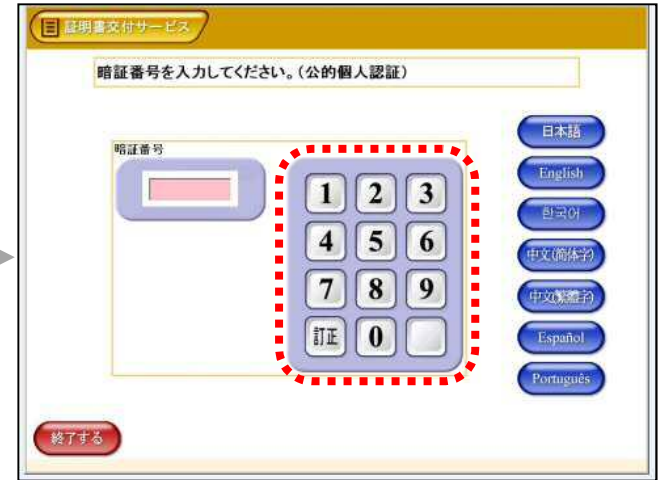 証明書交付サービス
暗証番号を入力してください。(公的個人認証)
暗証番号
1 2 3
4 5 6
7 8 9
訂正 0
日本語
English
한국어
中文(简体字)
中文(繁體字)
Español
Português
終了する